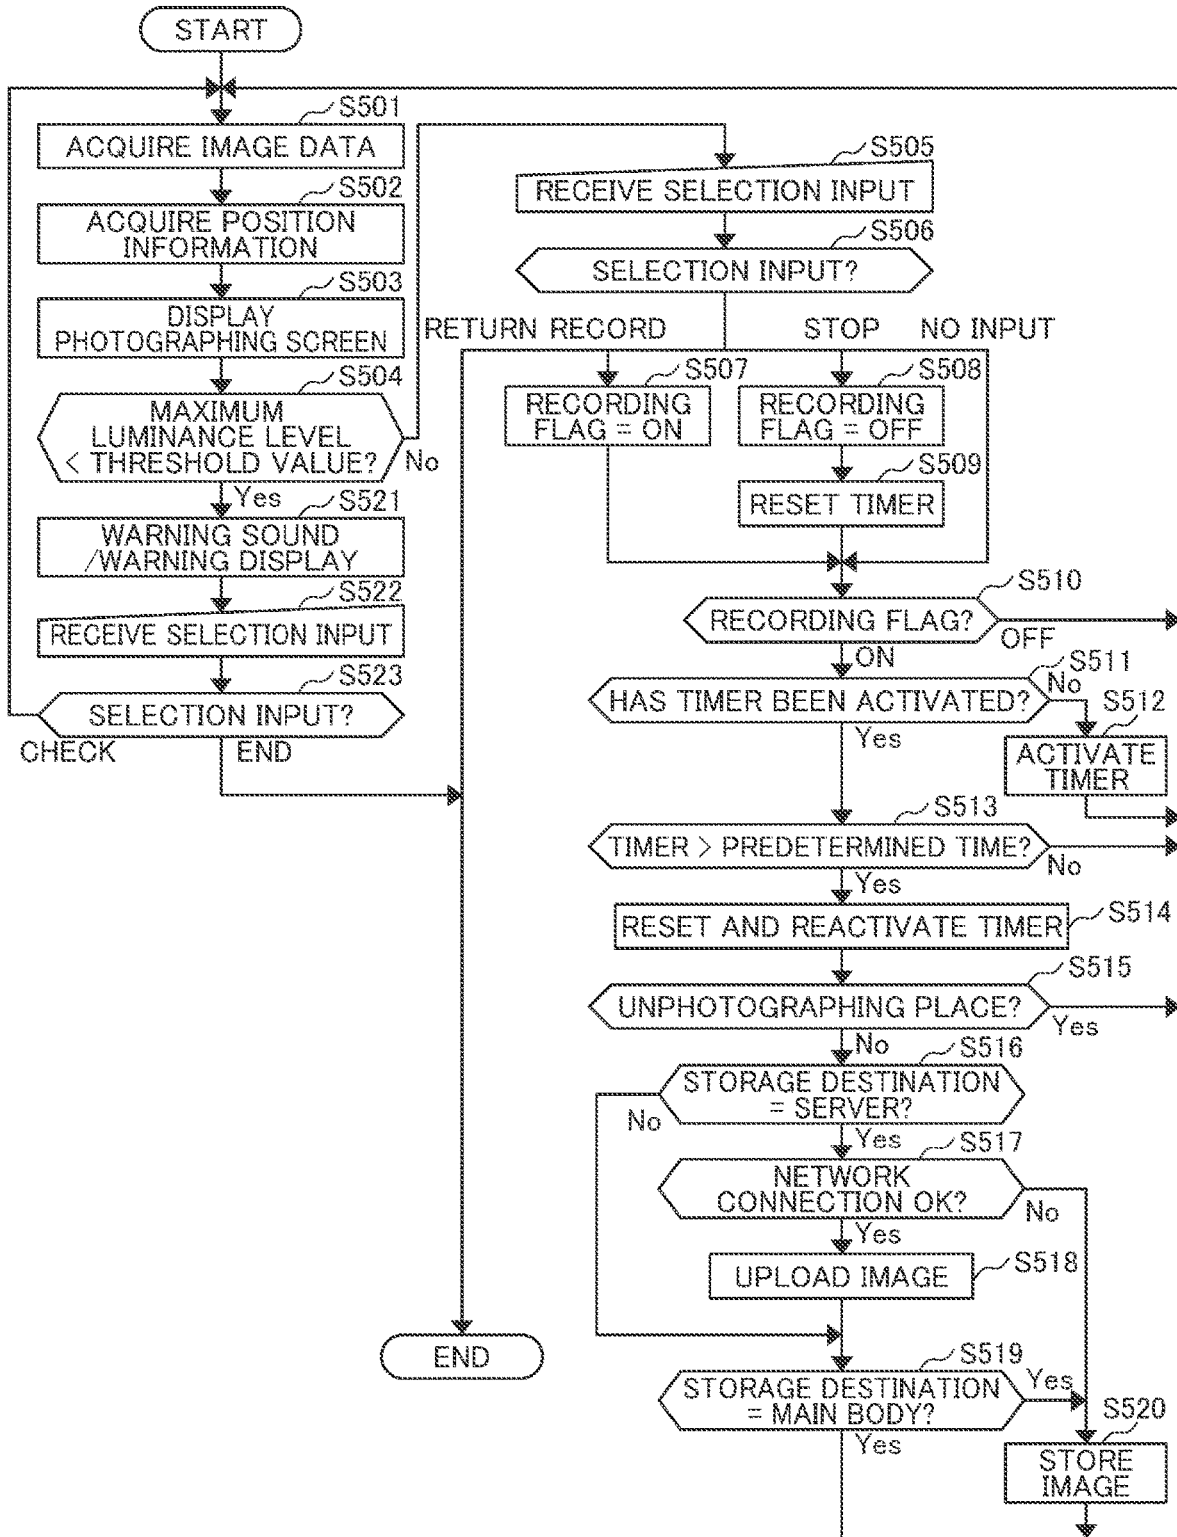 START
S501
ACQUIRE IMAGE DATA
S502
ACQUIRE POSITION
INFORMATION
S503
DISPLAY
PHOTOGRAPHING SCREEN
S504
MAXIMUM
LUMINANCE LEVEL
< THRESHOLD VALUE?
No
Yes
S521
WARNING SOUND
/WARNING DISPLAY
S522
RECEIVE SELECTION INPUT
S523
SELECTION INPUT?
CHECK
END
S505
RECEIVE SELECTION INPUT
S506
SELECTION INPUT?
RETURN RECORD
STOP
NO INPUT
S507
RECORDING
FLAG = ON
S508
RECORDING
FLAG = OFF
S509
RESET TIMER
S510
RECORDING FLAG?
OFF
ON
S511
HAS TIMER BEEN ACTIVATED?
No
Yes
S512
ACTIVATE
TIMER
S513
TIMER > PREDETERMINED TIME?
No
Yes
S514
RESET AND REACTIVATE TIMER
S515
UNPHOTOGRAPHING PLACE?
Yes
No
S516
STORAGE DESTINATION
= SERVER?
No
Yes
S517
NETWORK
CONNECTION OK?
No
Yes
S518
UPLOAD IMAGE
END
S519
STORAGE DESTINATION
= MAIN BODY?
Yes
Yes
S520
STORE
IMAGE